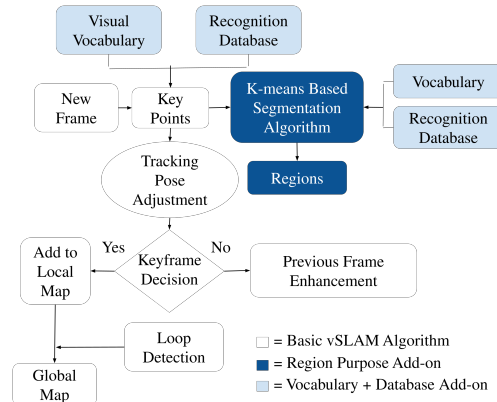 Visual
Vocabulary
Recognition
Database
New
Frame
Key
Points
K-means Based
Segmentation
Algorithm
Vocabulary
Recognition
Database
Tracking
Pose
Adjustment
Regions
Yes
No
Add to
Local
Map
Keyframe
Decision
Previous Frame
Enhancement
Loop
Detection
Global
Map
= Basic vSLAM Algorithm
= Region Purpose Add-on
= Vocabulary + Database Add-on